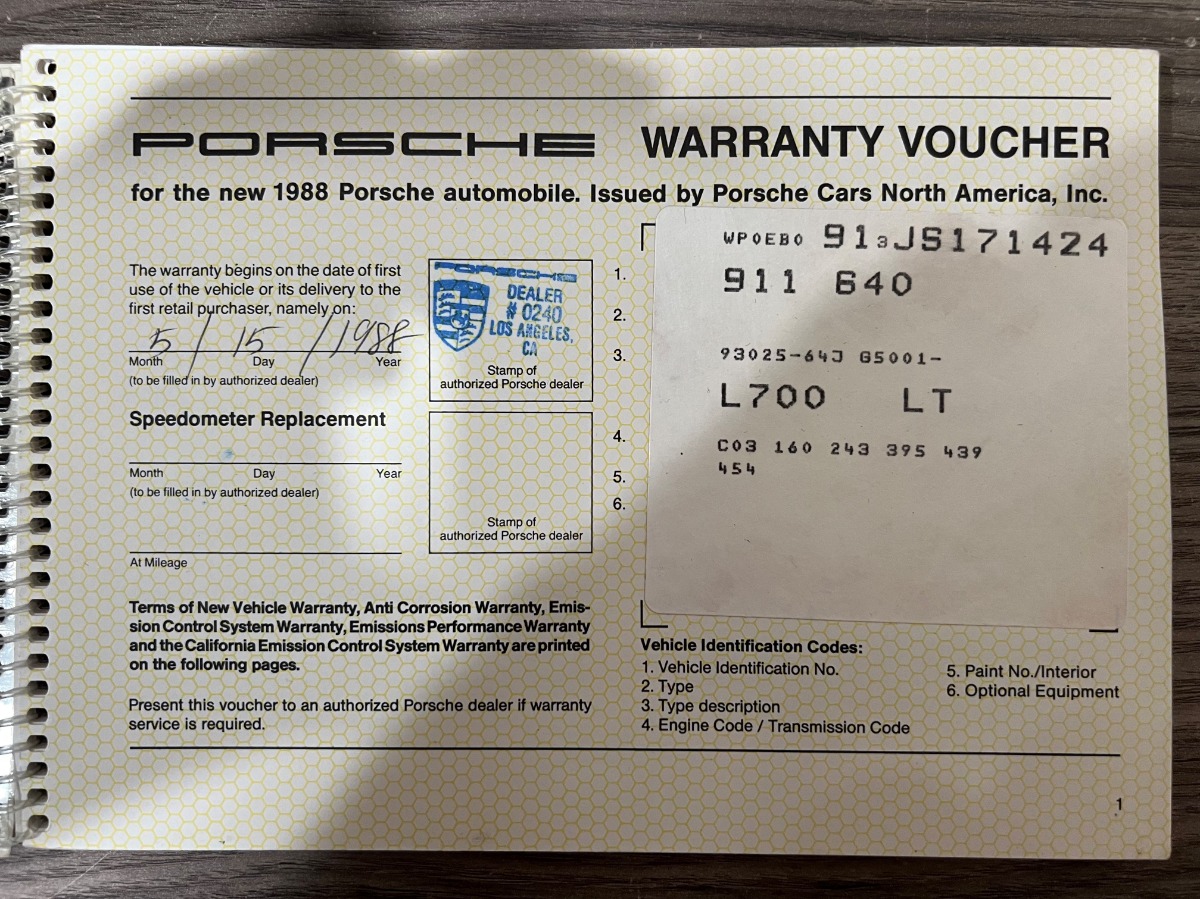 PORSCHE WARRANTY VOUCHER
for the new 1988 Porsche automobile. Issued by Porsche Cars North America, Inc.
The warranty begins on the date of first
use of the vehicle or its delivery to the
first retail purchaser, namely on:
5 / 15 / 1988
Month Day Year
(to be filled in by authorized dealer)
Speedometer Replacement
Month Day Year
(to be filled in by authorized dealer)
At Mileage
PORSCHE
DEALER
# 0240
LOS ANGELES,
CA
Stamp of
authorized Porsche dealer
Stamp of
authorized Porsche dealer
1.
2.
3.
4.
5.
6.
WP0EB0 913JS171424
911 640
93025-64J G5001-
L700 LT
C03 160 243 395 439
454
Terms of New Vehicle Warranty, Anti Corrosion Warranty, Emis-
sion Control System Warranty, Emissions Performance Warranty
and the California Emission Control System Warranty are printed
on the following pages.
Present this voucher to an authorized Porsche dealer if warranty
service is required.
Vehicle Identification Codes:
1. Vehicle Identification No.
2. Type
3. Type description
4. Engine Code / Transmission Code
5. Paint No./Interior
6. Optional Equipment
1